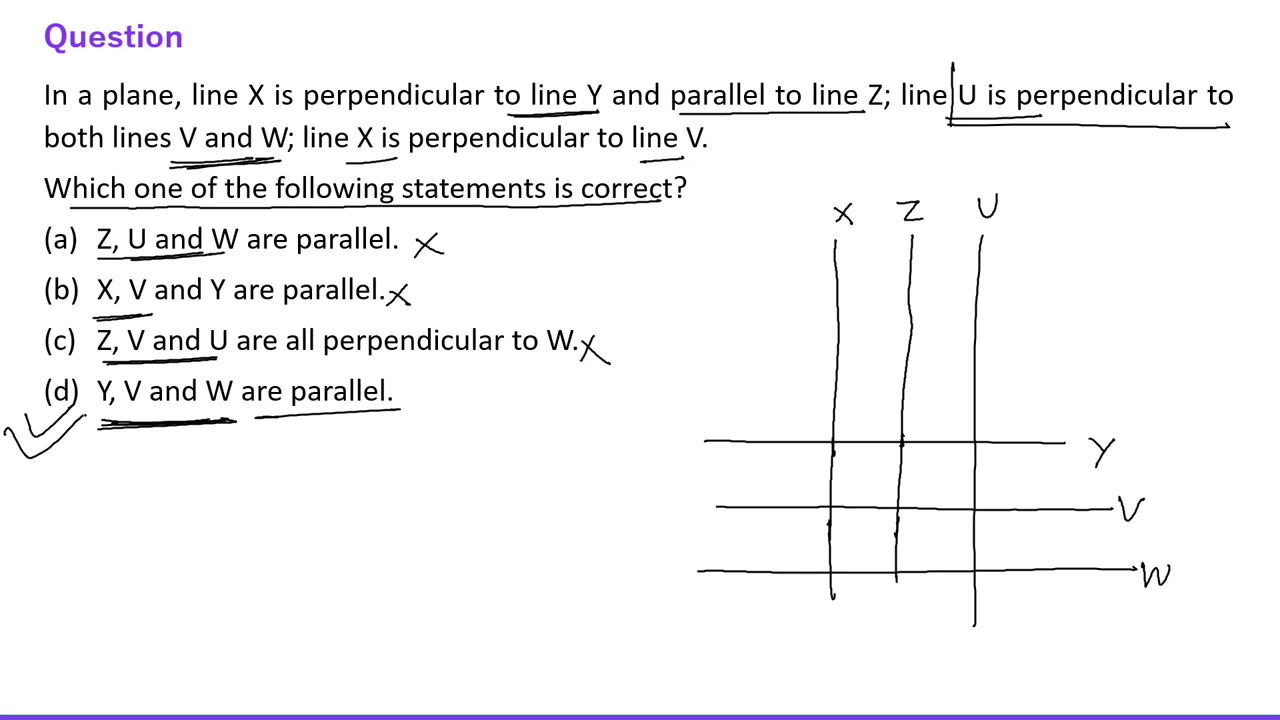 Question
In a plane, line X is perpendicular to line Y and parallel to line Z; line U is perpendicular to
both lines V and W; line X is perpendicular to line V.
Which one of the following statements is correct?
(a) Z, U and W are parallel. X
(b) X, V and Y are parallel. X
(c) Z, V and U are all perpendicular to W. X
(d) Y, V and W are parallel.
X Z U
Y
V
W